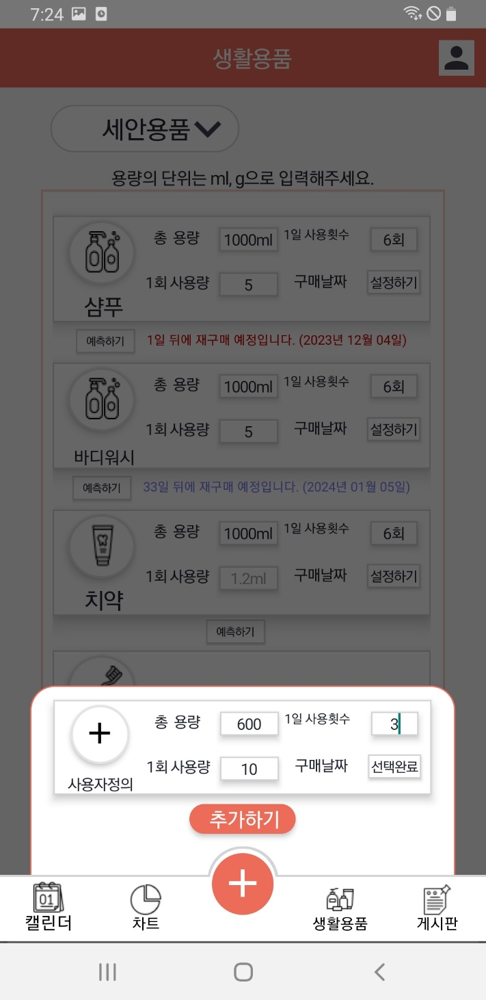 7:24
생활용품
세안용품
용량의 단위는 ml, g으로 입력해주세요.
총 용량 1000ml 1일 사용횟수 6회
1회 사용량 5 구매날짜 설정하기
샴푸
예측하기 1일 뒤에 재구매 예정입니다. (2023년 12월 04일)
총 용량 1000ml 1일 사용횟수 6회
1회 사용량 5 구매날짜 설정하기
바디워시
예측하기 33일 뒤에 재구매 예정입니다. (2024년 01월 05일)
총 용량 1000ml 1일 사용횟수 6회
1회 사용량 1.2ml 구매날짜 설정하기
치약
예측하기
총 용량 600 1일 사용횟수 3
1회 사용량 10 구매날짜 선택완료
사용자정의
추가하기
01
캘린더 차트 생활용품 게시판